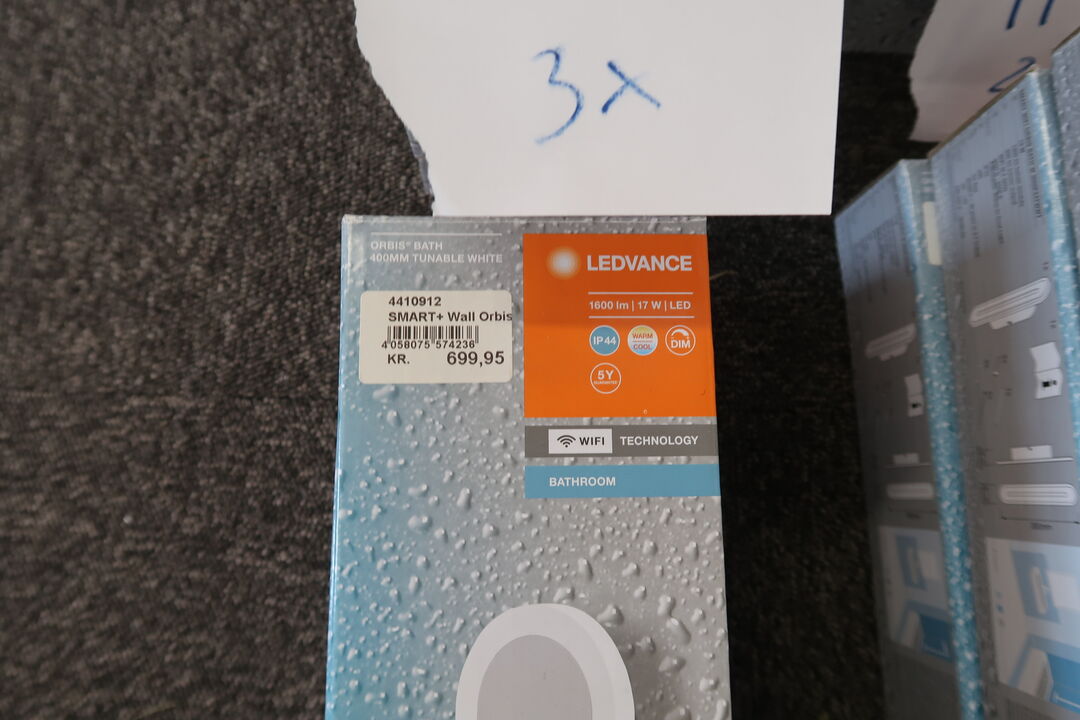 3x
ORBIS® BATH
400MM TUNABLE WHITE
4410912
SMART+ Wall Orbis
4 058075 574236
KR. 699,95
LEDVANCE
1600 lm | 17 W | LED
IP44
WARM
COOL
DIM
5Y
GUARANTEE
WIFI TECHNOLOGY
BATHROOM